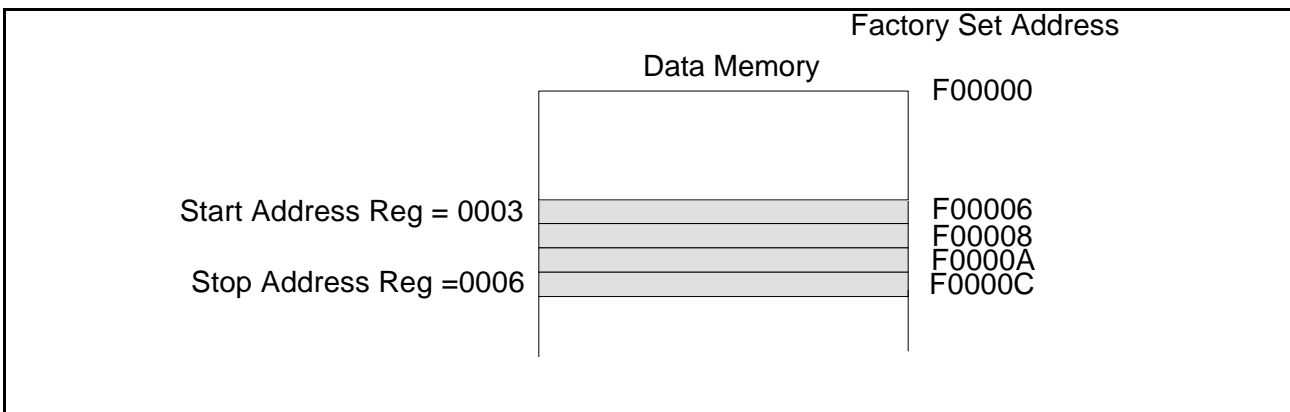 Factory Set Address
Data Memory
F00000
Start Address Reg = 0003
F00006
F00008
F0000A
Stop Address Reg =0006
F0000C